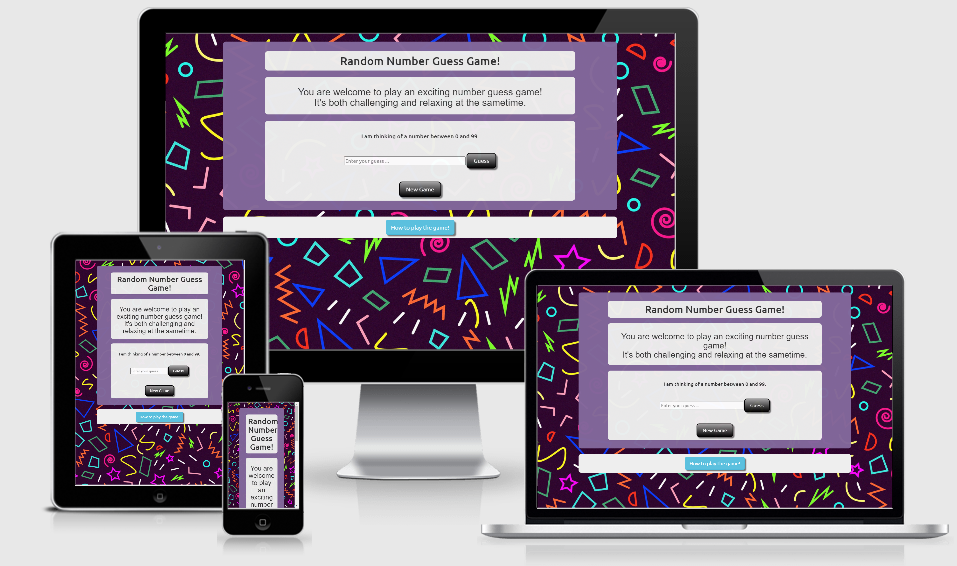 Random Number Guess Game!
You are welcome to play an exciting number guess game!
It's both challenging and relaxing at the sametime.
I am thinking of a number between 0 and 99.
Enter your guess ...
Guess
New Game
How to play the game!
Random Number Guess
Game!
You are welcome to play an
exciting number guess game!
It's both challenging and
relaxing at the sametime.
I am thinking of a number between 0 and 99.
Guess
New Game
How to play the game!
Random
Number
Guess
Game!
You are
welcome
to play
an
exciting
number
Random Number Guess Game!
You are welcome to play an exciting number guess
game!
It's both challenging and relaxing at the sametime.
I am thinking of a number between 0 and 99.
Enter your guess ...
Guess
New Game
How to play the game!